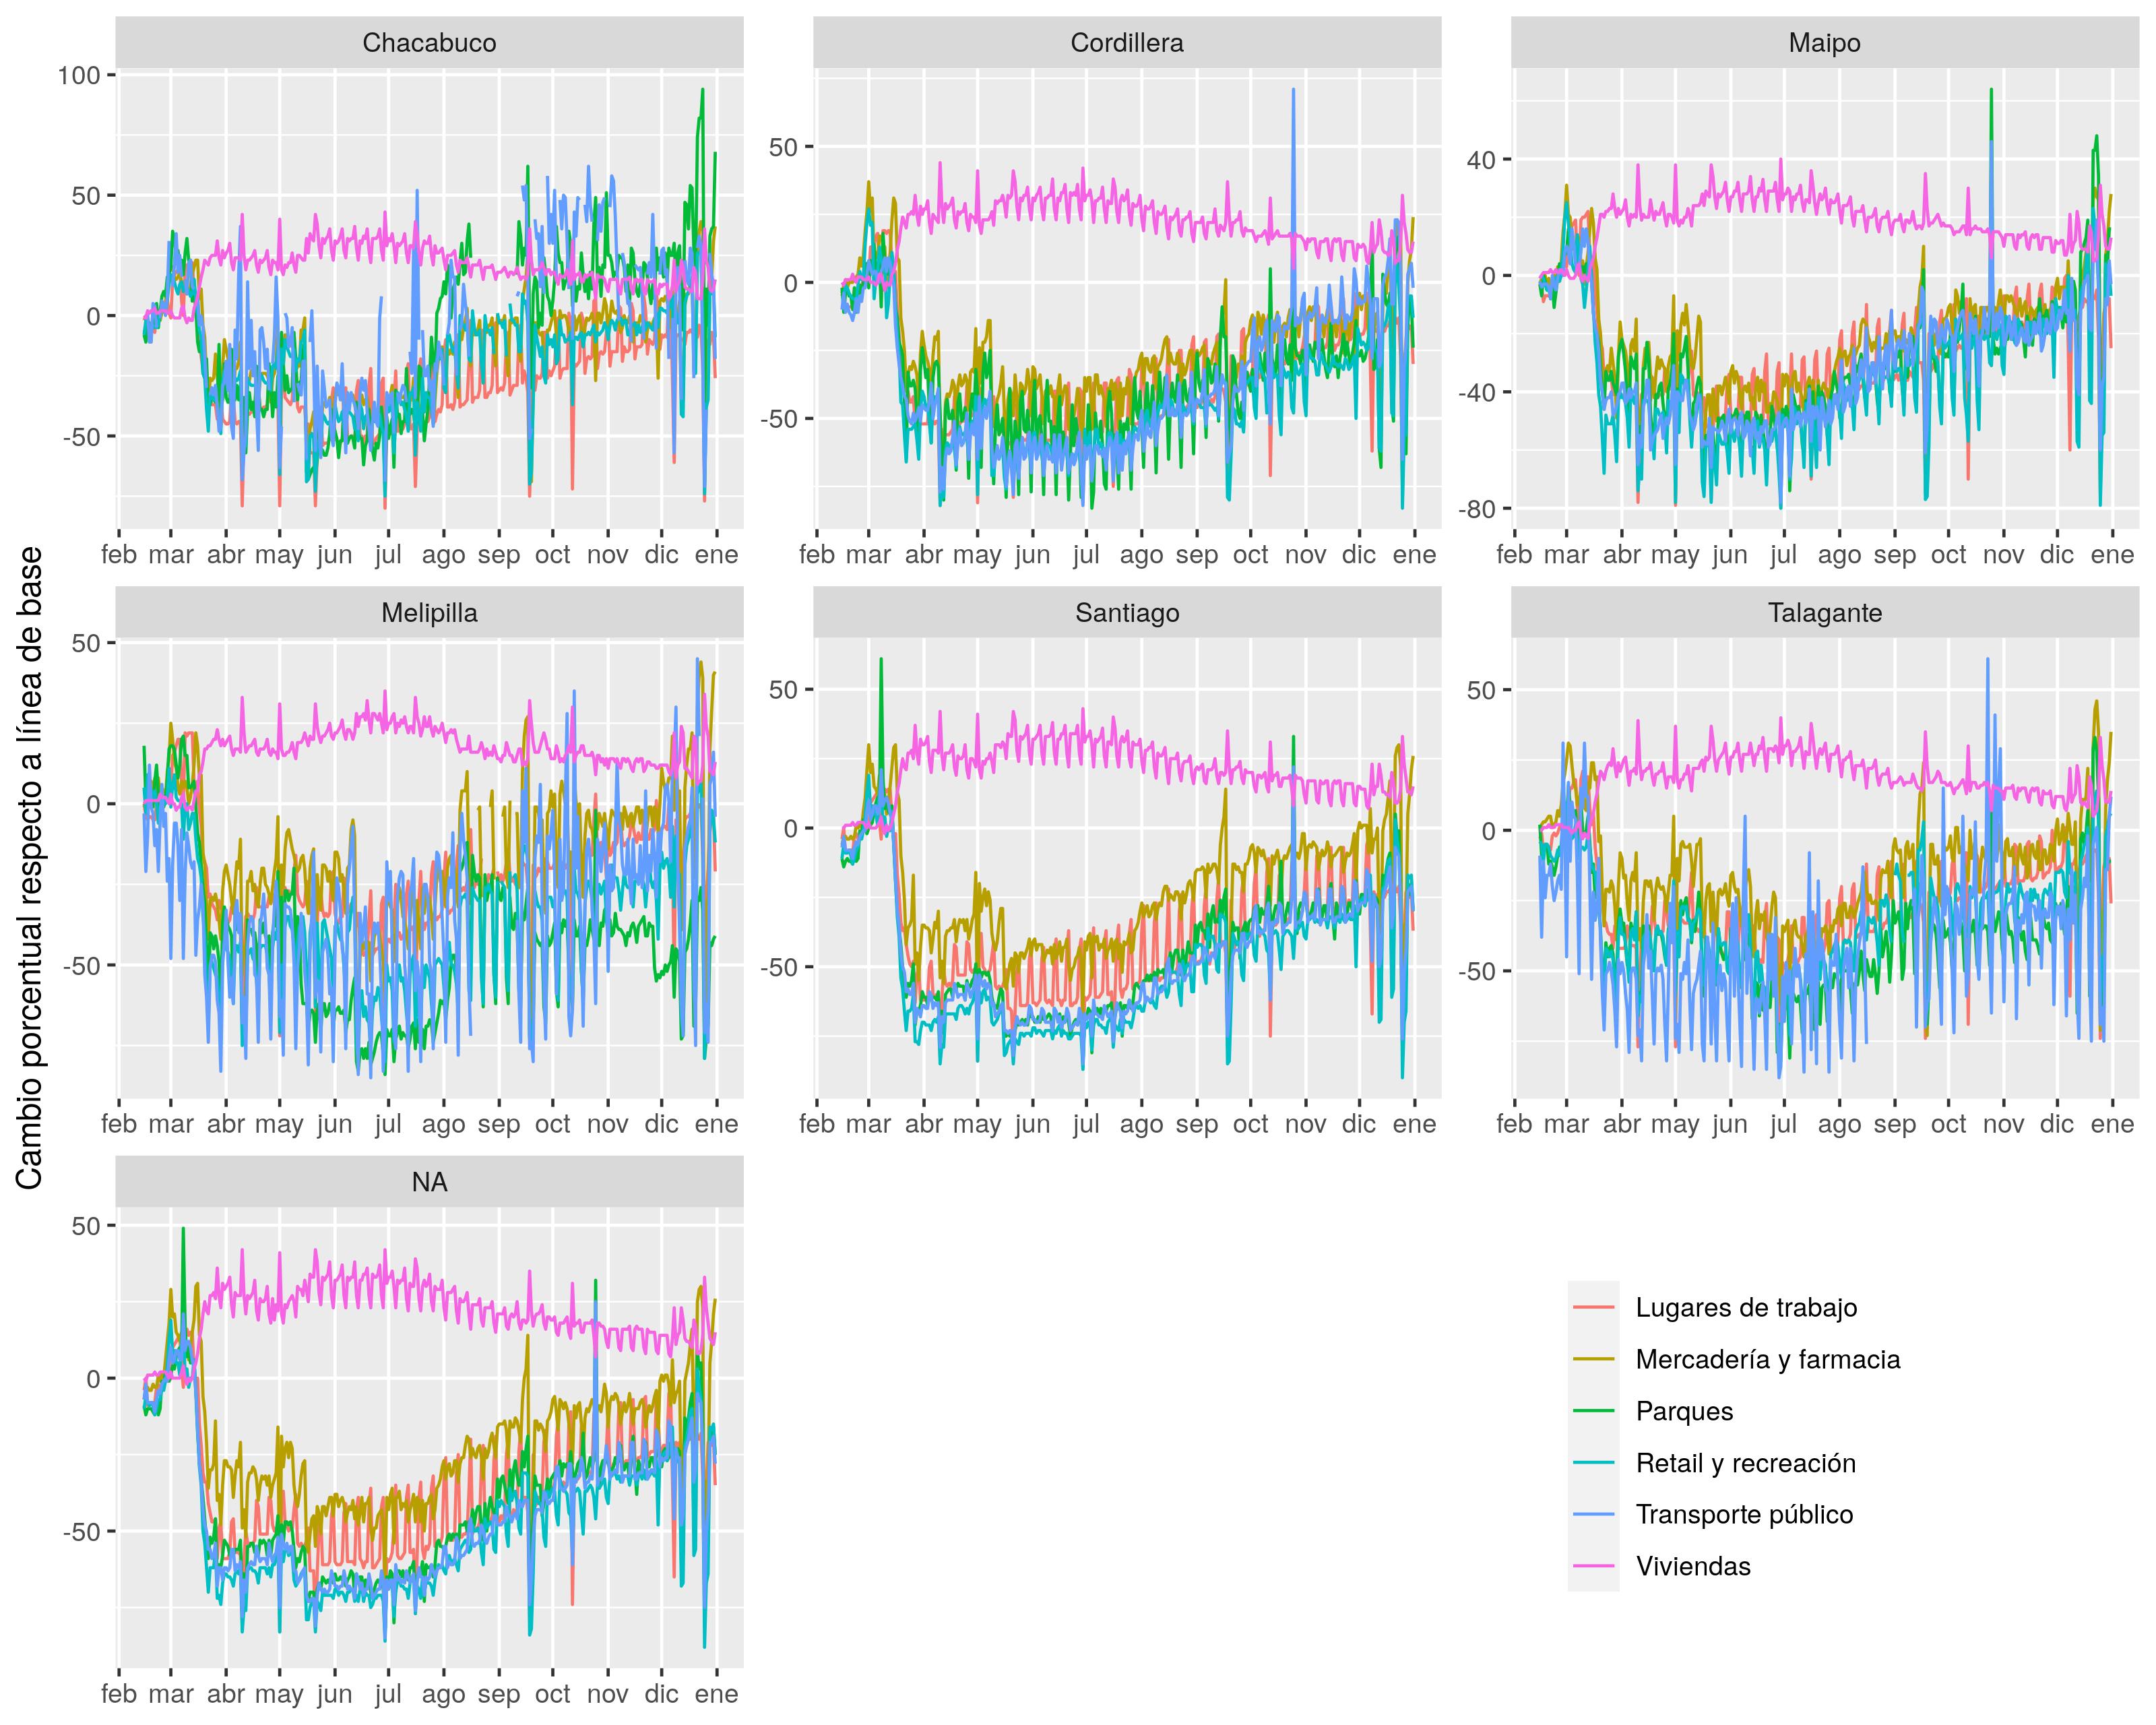 Cambio porcentual respecto a línea de base
Chacabuco
100
50
0
-50
feb mar abr may jun jul ago sep oct nov dic ene
Cordillera
50
0
-50
feb mar abr may jun jul ago sep oct nov dic ene
Maipo
40
0
-40
-80
feb mar abr may jun jul ago sep oct nov dic ene
Melipilla
50
0
-50
feb mar abr may jun jul ago sep oct nov dic ene
Santiago
50
0
-50
feb mar abr may jun jul ago sep oct nov dic ene
Talagante
50
0
-50
feb mar abr may jun jul ago sep oct nov dic ene
NA
50
0
-50
feb mar abr may jun jul ago sep oct nov dic ene
Lugares de trabajo
Mercadería y farmacia
Parques
Retail y recreación
Transporte público
Viviendas